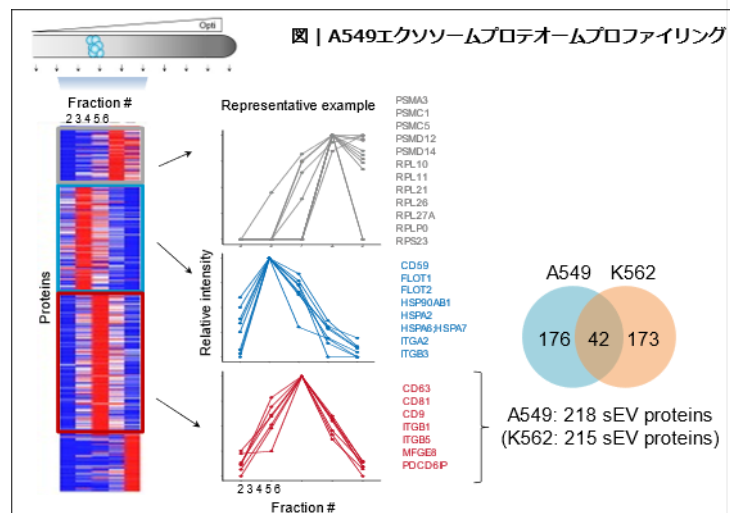 Opti
図 | A549エクソソームプロテオームプロファイリング
Fraction #
2 3 4 5 6
Proteins
Representative example
Relative intensity
PSMA3
PSMC1
PSMC5
PSMD12
PSMD14
RPL10
RPL11
RPL21
RPL26
RPL27A
RPLP0
RPS23
CD59
FLOT1
FLOT2
HSP90AB1
HSPA2
HSPA6;HSPA7
ITGA2
ITGB3
CD63
CD81
CD9
ITGB1
ITGB5
MFGE8
PDCD6IP
2 3 4 5 6
Fraction #
A549
K562
176
42
173
A549: 218 sEV proteins
(K562: 215 sEV proteins)